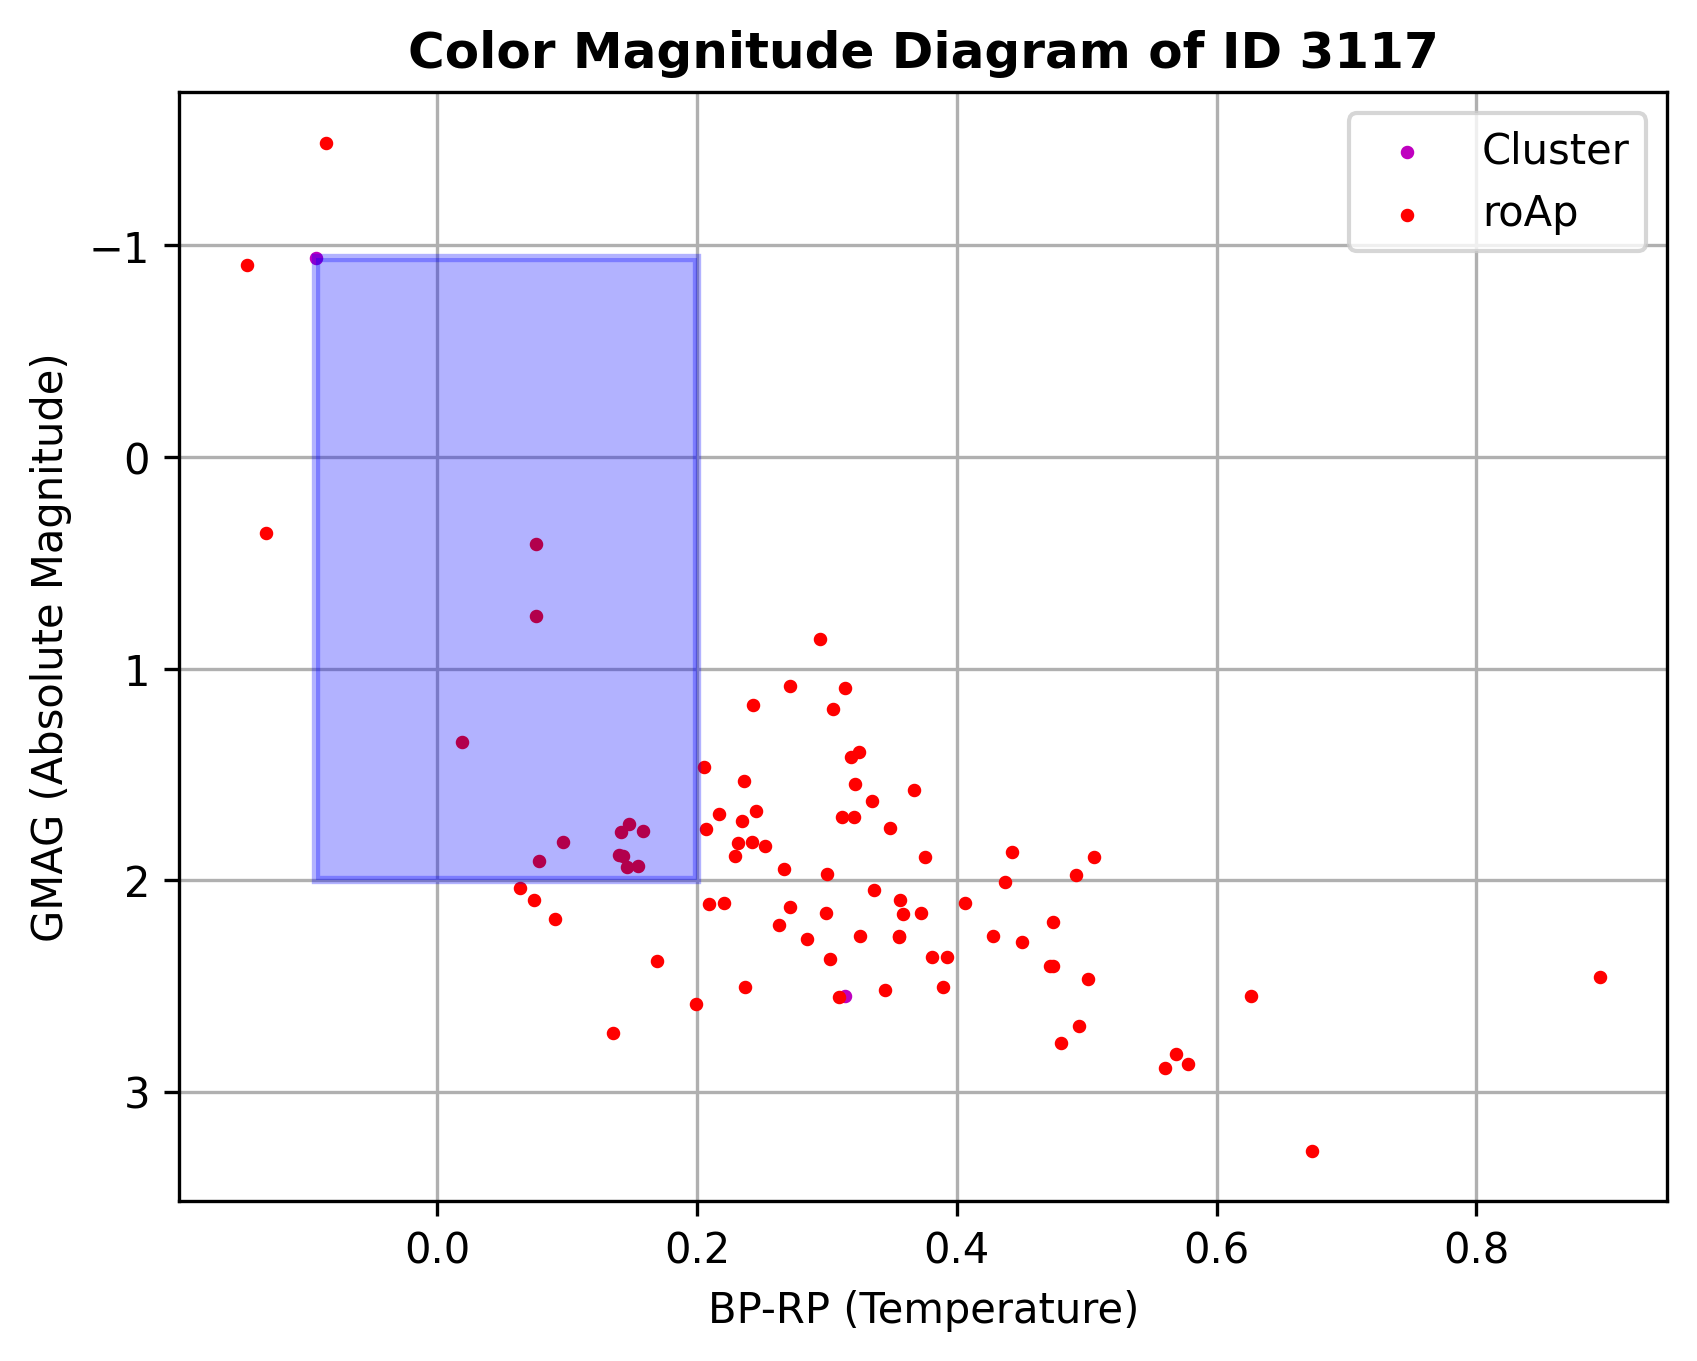 Color Magnitude Diagram of ID 3117
Cluster
roAp
GMAG (Absolute Magnitude)
−1
0
1
2
3
0.0 0.2 0.4 0.6 0.8
BP-RP (Temperature)